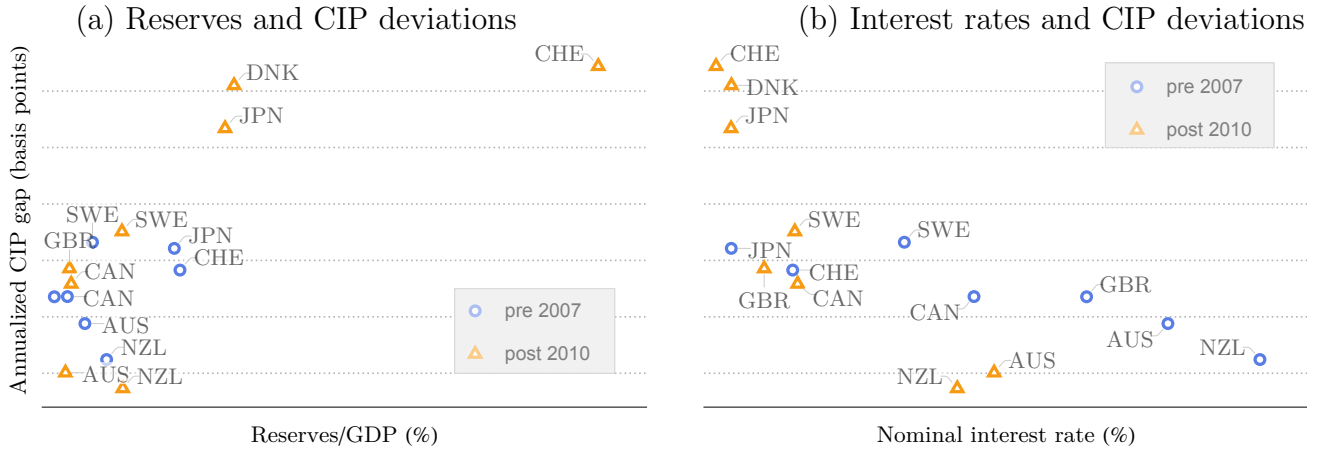 (a) Reserves and CIP deviations
Annualized CIP gap (basis points)
CHE
DNK
JPN
SWE
SWE
GBR
JPN
CHE
CAN
CAN
AUS
NZL
AUS
NZL
pre 2007
post 2010
Reserves/GDP (%)
(b) Interest rates and CIP deviations
CHE
DNK
JPN
pre 2007
post 2010
SWE
SWE
JPN
CHE
GBR
CAN
CAN
GBR
AUS
NZL
AUS
NZL
Nominal interest rate (%)